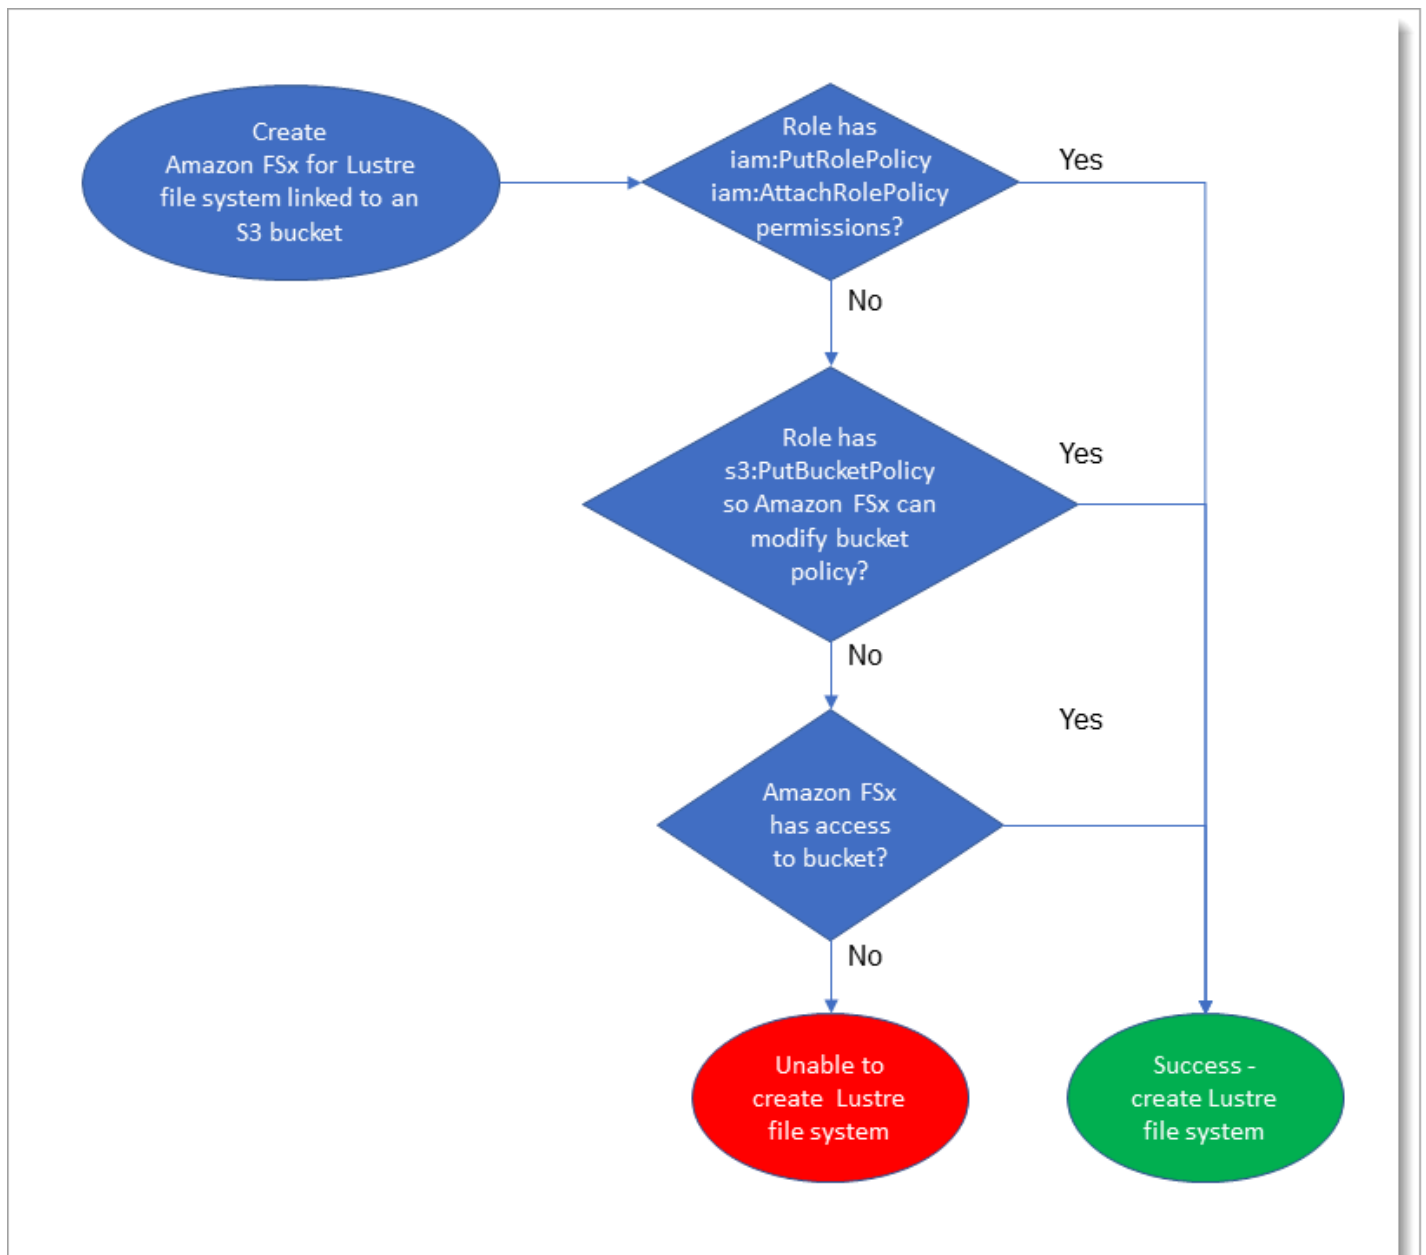 Create
Amazon FSx for Lustre
file system linked to an
S3 bucket
Role has
iam:PutRolePolicy
iam:AttachRolePolicy
permissions?
Yes
No
Role has
s3:PutBucketPolicy
so Amazon FSx can
modify bucket
policy?
Yes
No
Yes
Amazon FSx
has access
to bucket?
No
Unable to
create Lustre
file system
Success -
create Lustre
file system